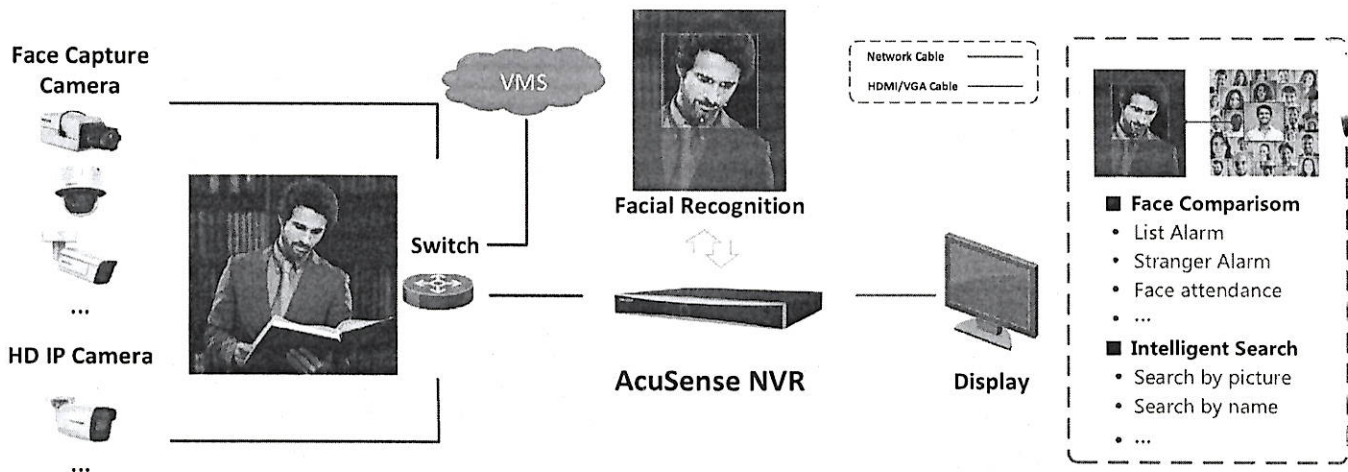 Face Capture
Camera
...
HD IP Camera
...
VMS
Switch
Facial Recognition
AcuSense NVR
Display
Network Cable
HDMI/VGA Cable
■ Face Comparisom
• List Alarm
• Stranger Alarm
• Face attendance
• ...
■ Intelligent Search
• Search by picture
• Search by name
• ...